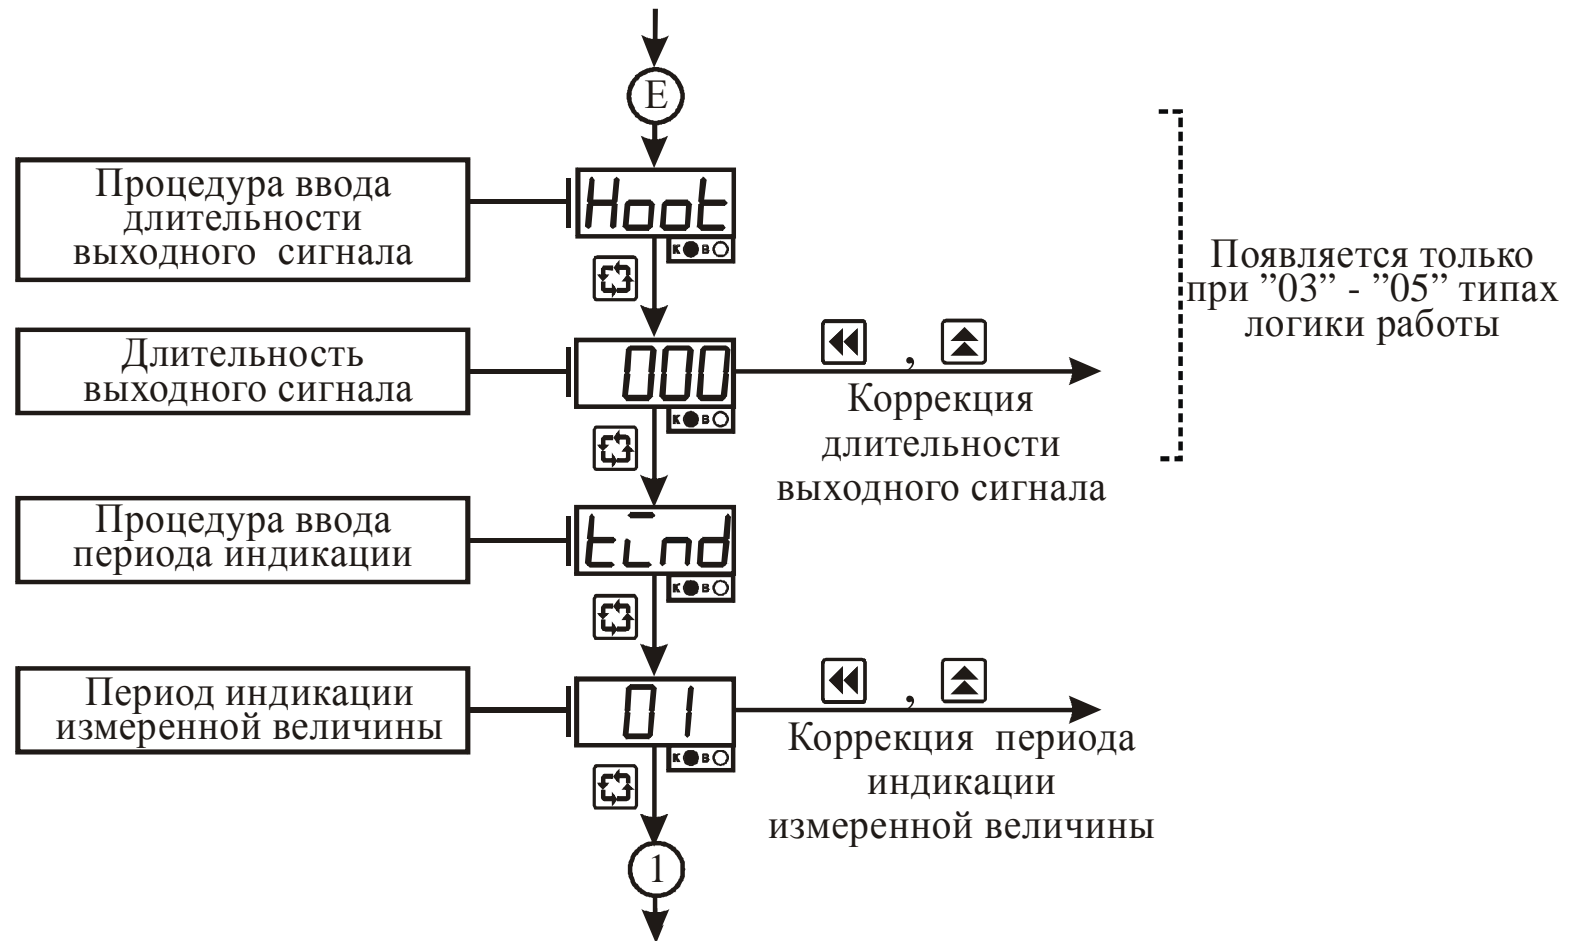 E
Процедура ввода
длительности
выходного сигнала
Hoot
К В
Появляется только
при ”03” - ”05” типах
логики работы
Длительность
выходного сигнала
000
К В
,
Коррекция
длительности
выходного сигнала
Процедура ввода
периода индикации
tind
К В
Период индикации
измеренной величины
01
К В
,
Коррекция периода
индикации
измеренной величины
1